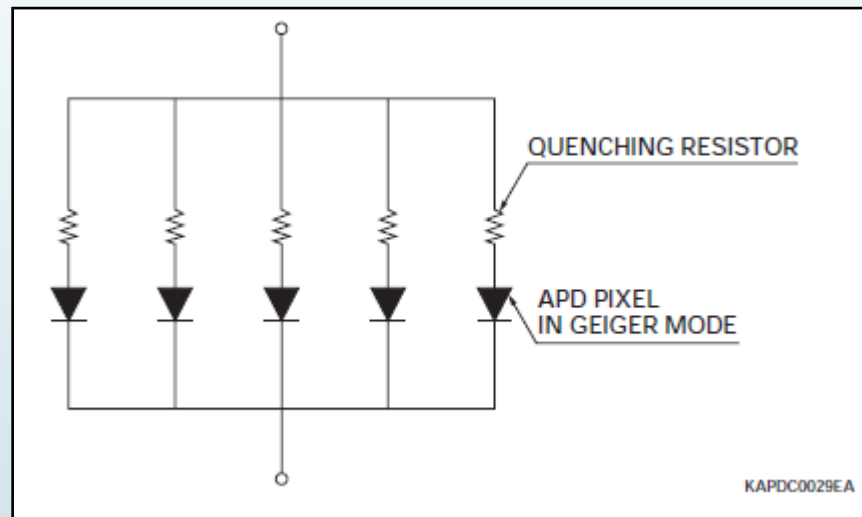 QUENCHING RESISTOR
APD PIXEL
IN GEIGER MODE
KAPDC0029EA